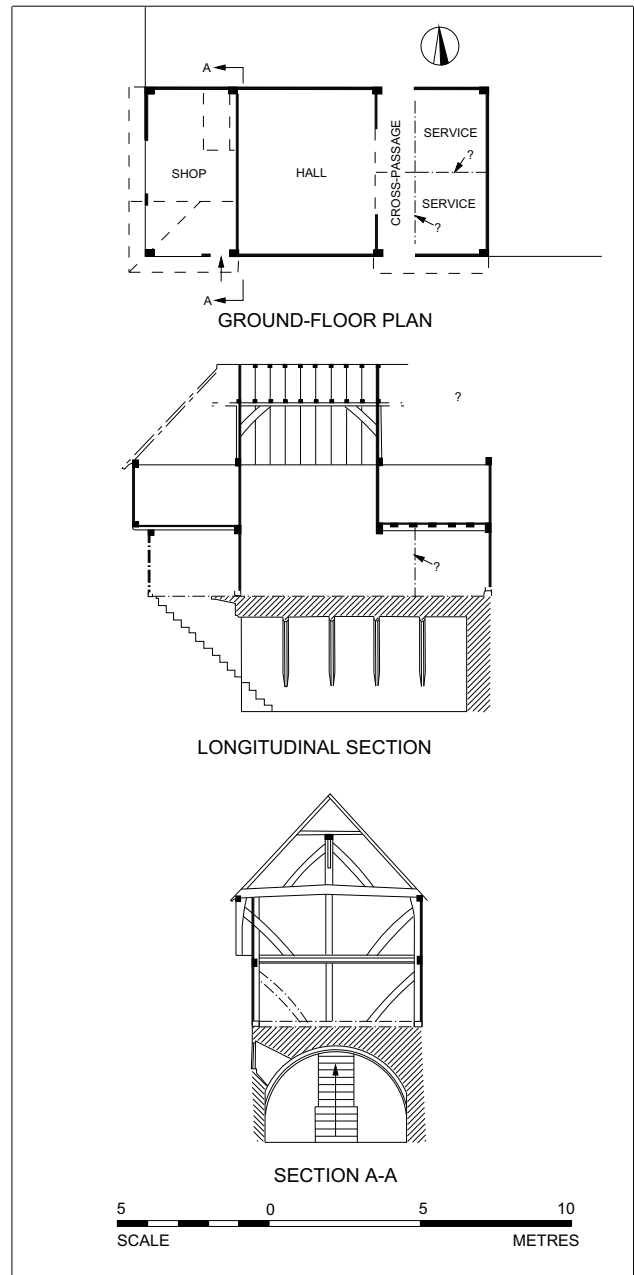 A
SERVICE
?
SHOP
HALL
CROSS-PASSAGE
SERVICE
?
A
GROUND-FLOOR PLAN
?
?
LONGITUDINAL SECTION
SECTION A-A
5 0 5 10
SCALE METRES